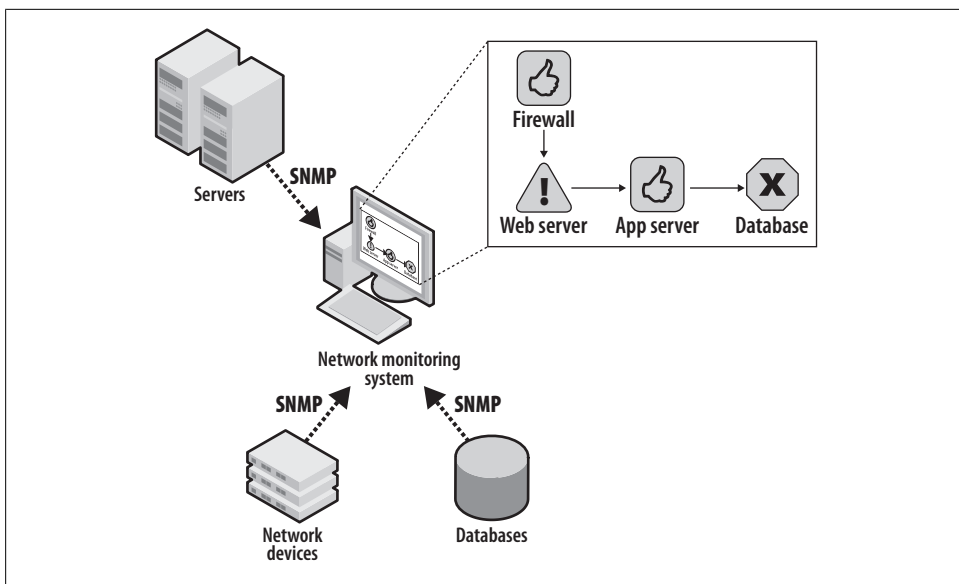 Firewall
Web server
App server
Database
SNMP
Servers
Network monitoring
system
SNMP
SNMP
Network
devices
Databases